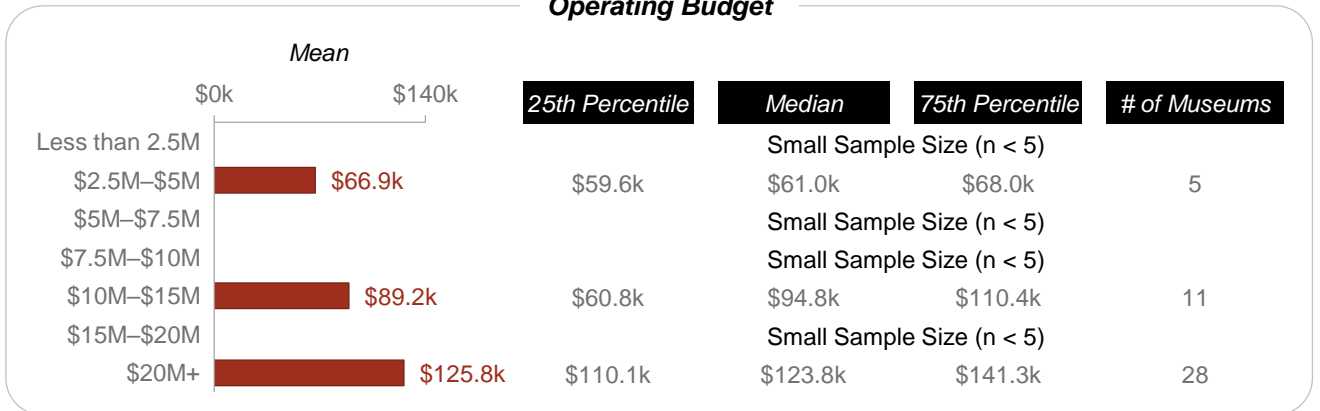 Operating Budget
Mean
$0k $140k 25th Percentile Median 75th Percentile # of Museums
Less than 2.5M Small Sample Size (n < 5)
$2.5M–$5M $66.9k $59.6k $61.0k $68.0k 5
$5M–$7.5M Small Sample Size (n < 5)
$7.5M–$10M Small Sample Size (n < 5)
$10M–$15M $89.2k $60.8k $94.8k $110.4k 11
$15M–$20M Small Sample Size (n < 5)
$20M+ $125.8k $110.1k $123.8k $141.3k 28